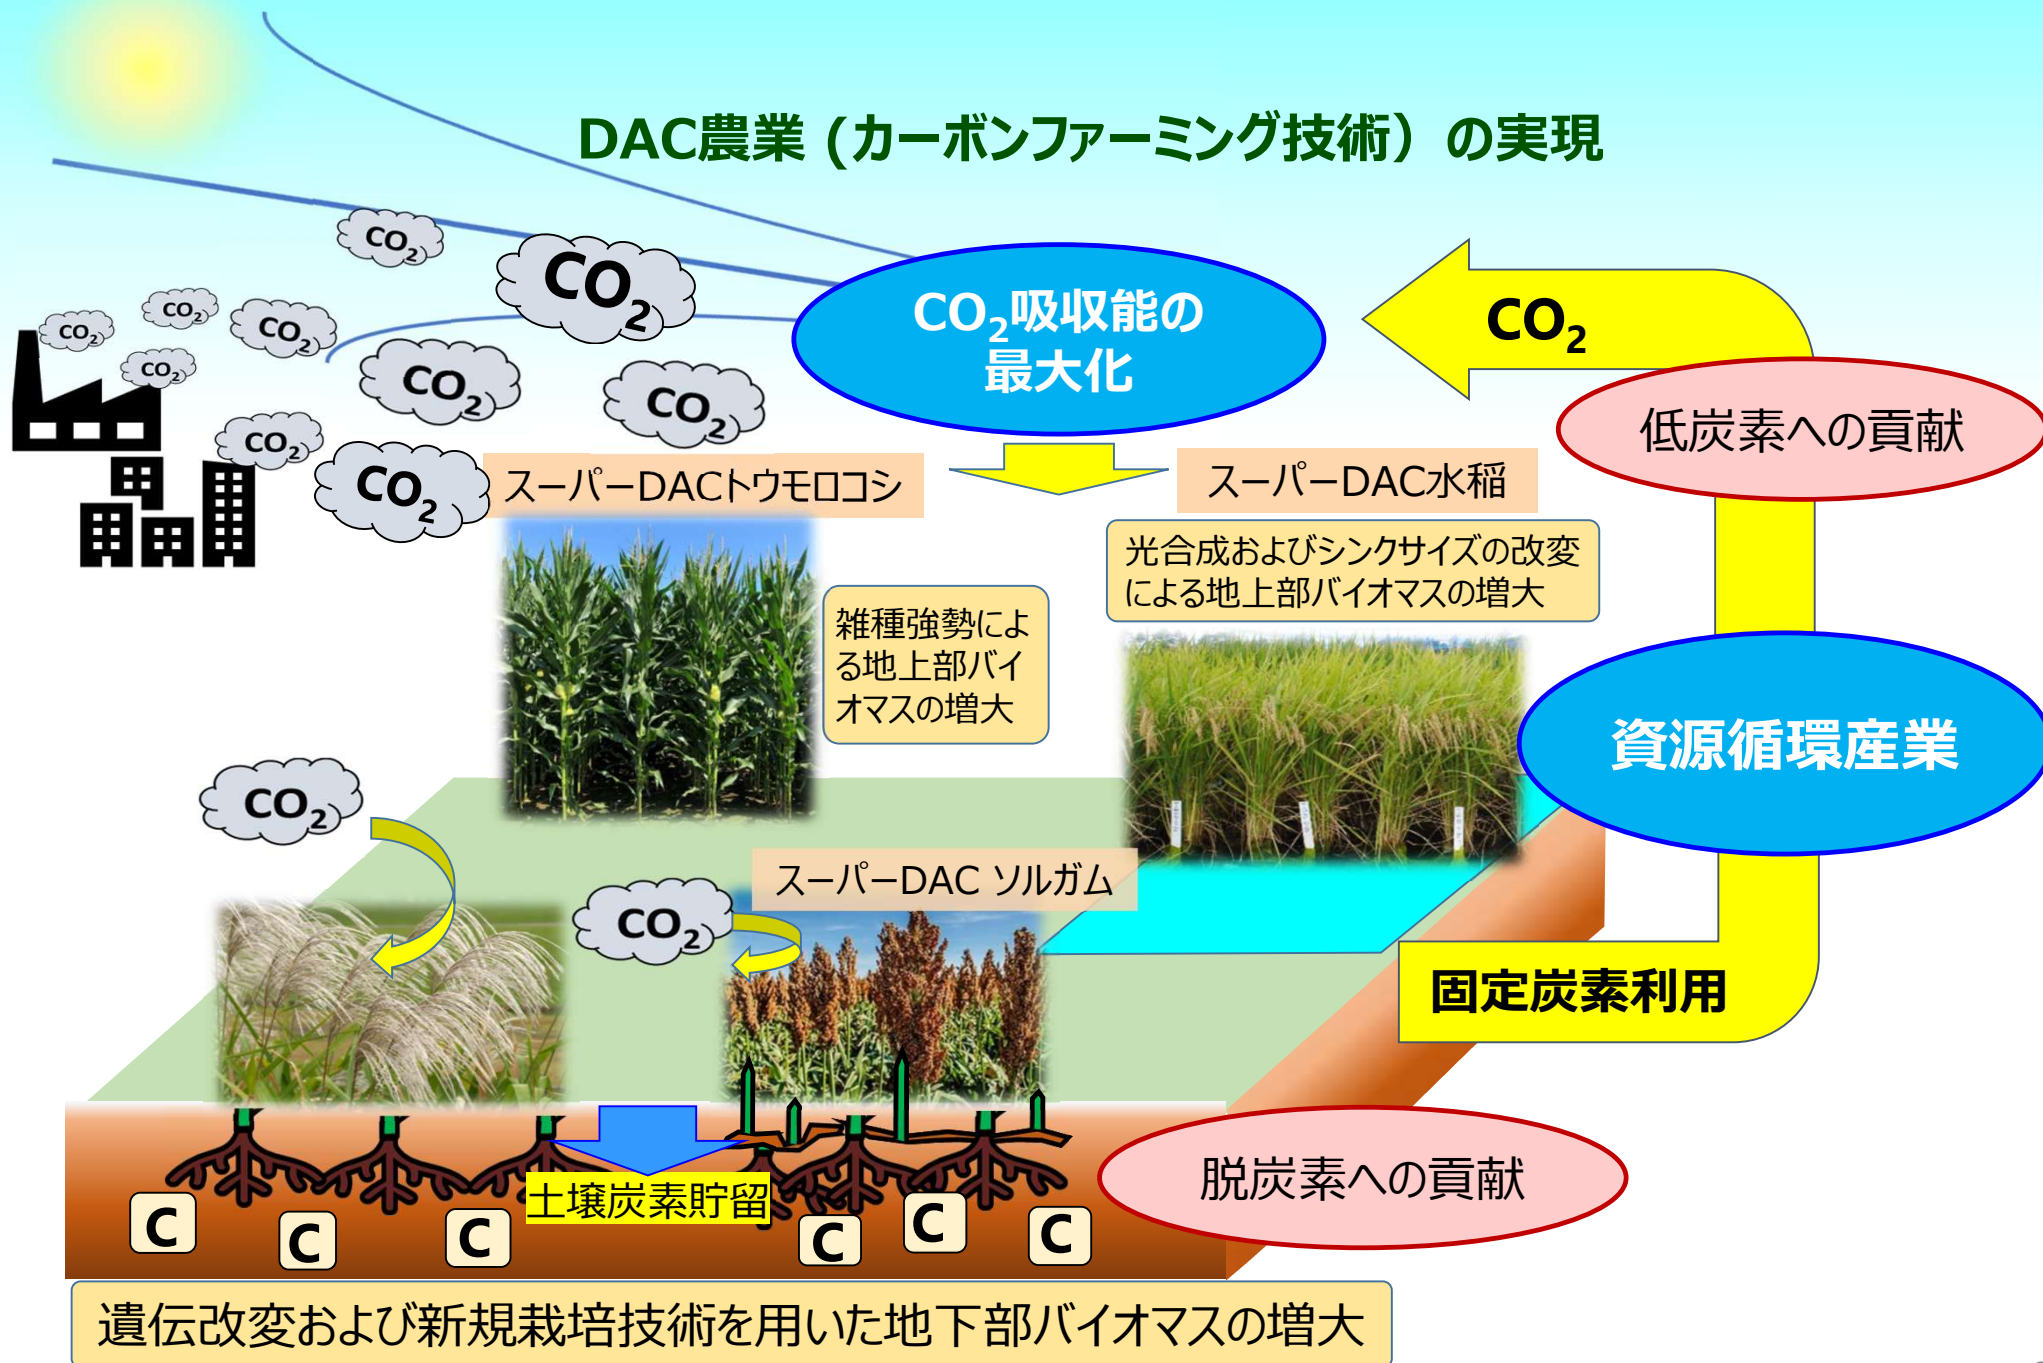 DAC農業 (カーボンファーミング技術）の実現
CO2
CO2
CO2
CO2
CO2
CO2
CO2
CO2
CO2
CO2
CO2
CO2吸収能の
最大化
CO2
低炭素への貢献
スーパーDACトウモロコシ
スーパーDAC水稲
光合成およびシンクサイズの改変
による地上部バイオマスの増大
雑種強勢によ
る地上部バイ
オマスの増大
資源循環産業
CO2
スーパーDAC ソルガム
CO2
固定炭素利用
脱炭素への貢献
土壌炭素貯留
C
C
C
C
C
C
遺伝改変および新規栽培技術を用いた地下部バイオマスの増大